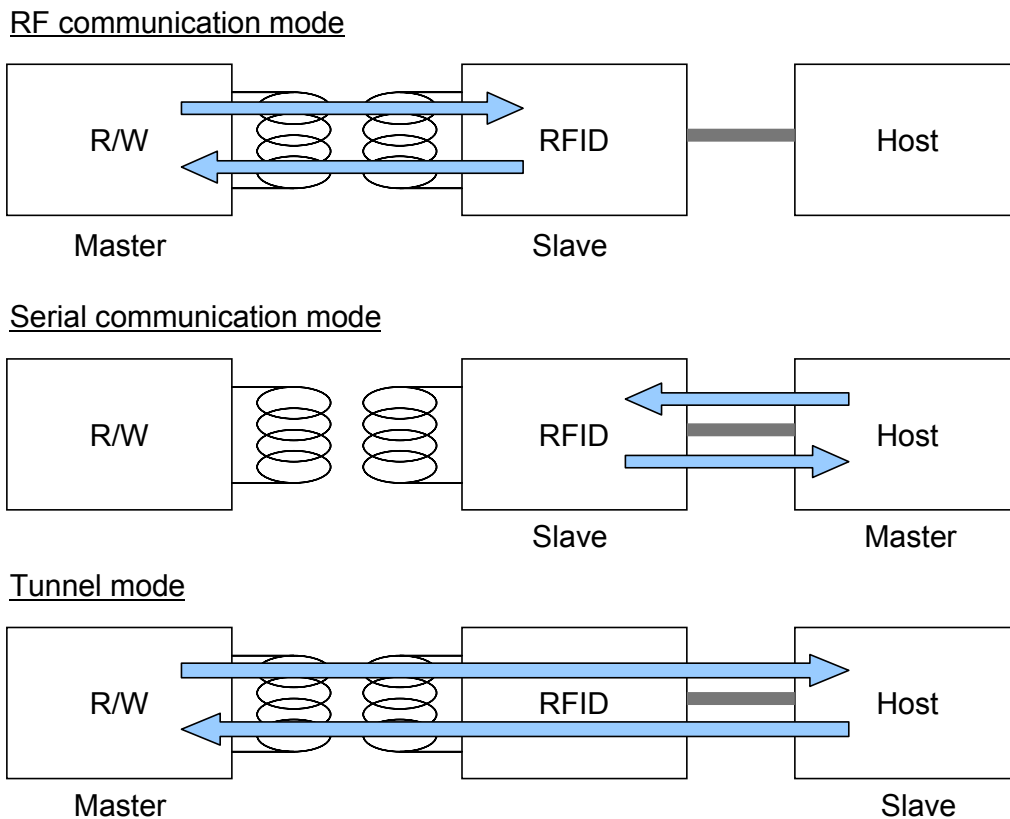 RF communication mode
R/W
RFID
Host
Master
Slave
Serial communication mode
R/W
RFID
Host
Slave
Master
Tunnel mode
R/W
RFID
Host
Master
Slave